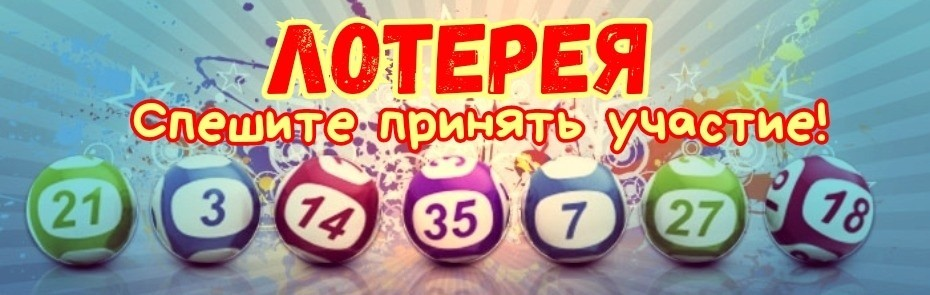 ЛОТЕРЕЯ
Спешите принять участие!
21 3 14 35 7 27 18